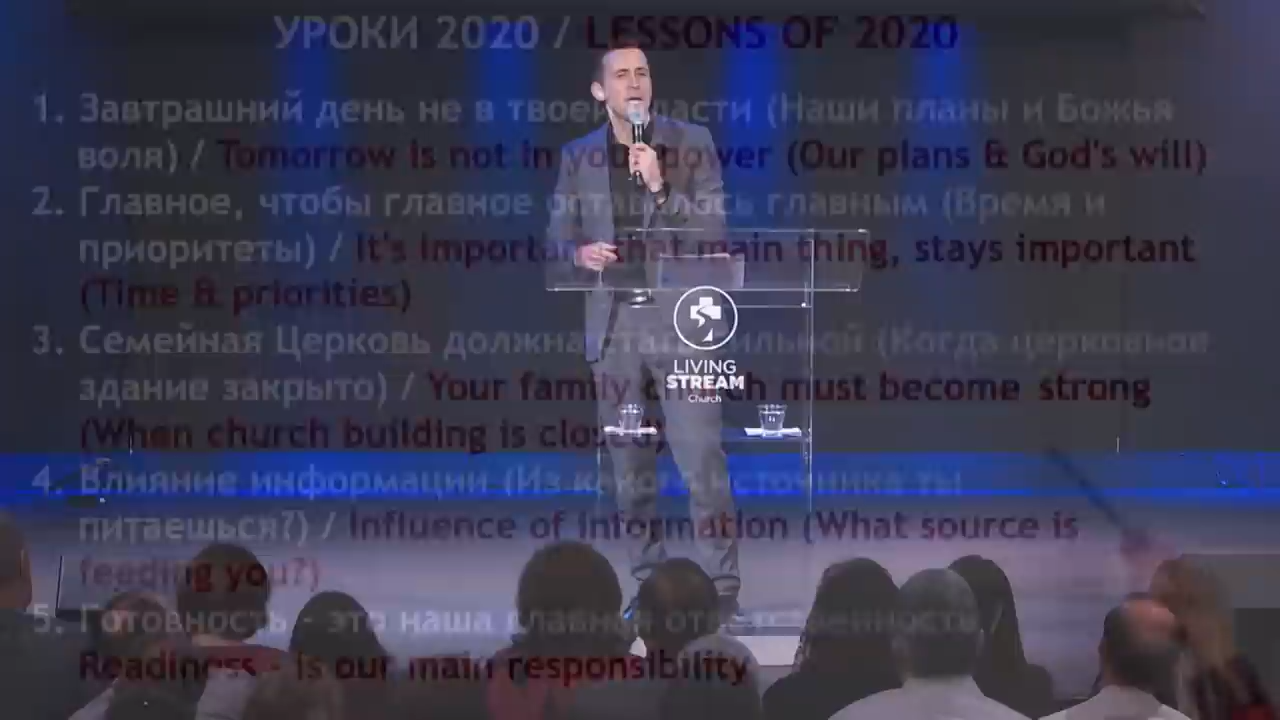 УРОКИ 2020 / LESSONS OF 2020
1. Завтрашний день не в твоей власти (Наши планы и Божья
воля) / Tomorrow is not in your power (Our plans & God's will)
2. Главное, чтобы главное оставалось главным (Время и
приоритеты) / It's important that main thing, stays important
(Time & priorities)
3. Семейная Церковь должна стать сильной (Когда церковное
здание закрыто) / Your family church must become strong
(When church building is closed)
4. Влияние информации (Из какого источника ты
питаешься?) / Influence of information (What source is
feeding you?)
5. Готовность - это наша главная ответственность /
Readiness - is our main responsibility
LIVING
STREAM
Church